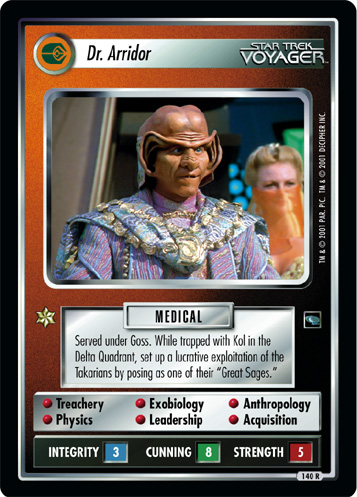 Dr. Arridor
STAR TREK
VOYAGER™
TM & © 2001 PAR. PIC. TM & © 2001 DECIPHER INC.
MEDICAL
Served under Goss. While trapped with Kol in the
Delta Quadrant, set up a lucrative exploitation of the
Takarians by posing as one of their “Great Sages.”
Treachery Exobiology Anthropology
Physics Leadership Acquisition
INTEGRITY 3 CUNNING 8 STRENGTH 5
140 R